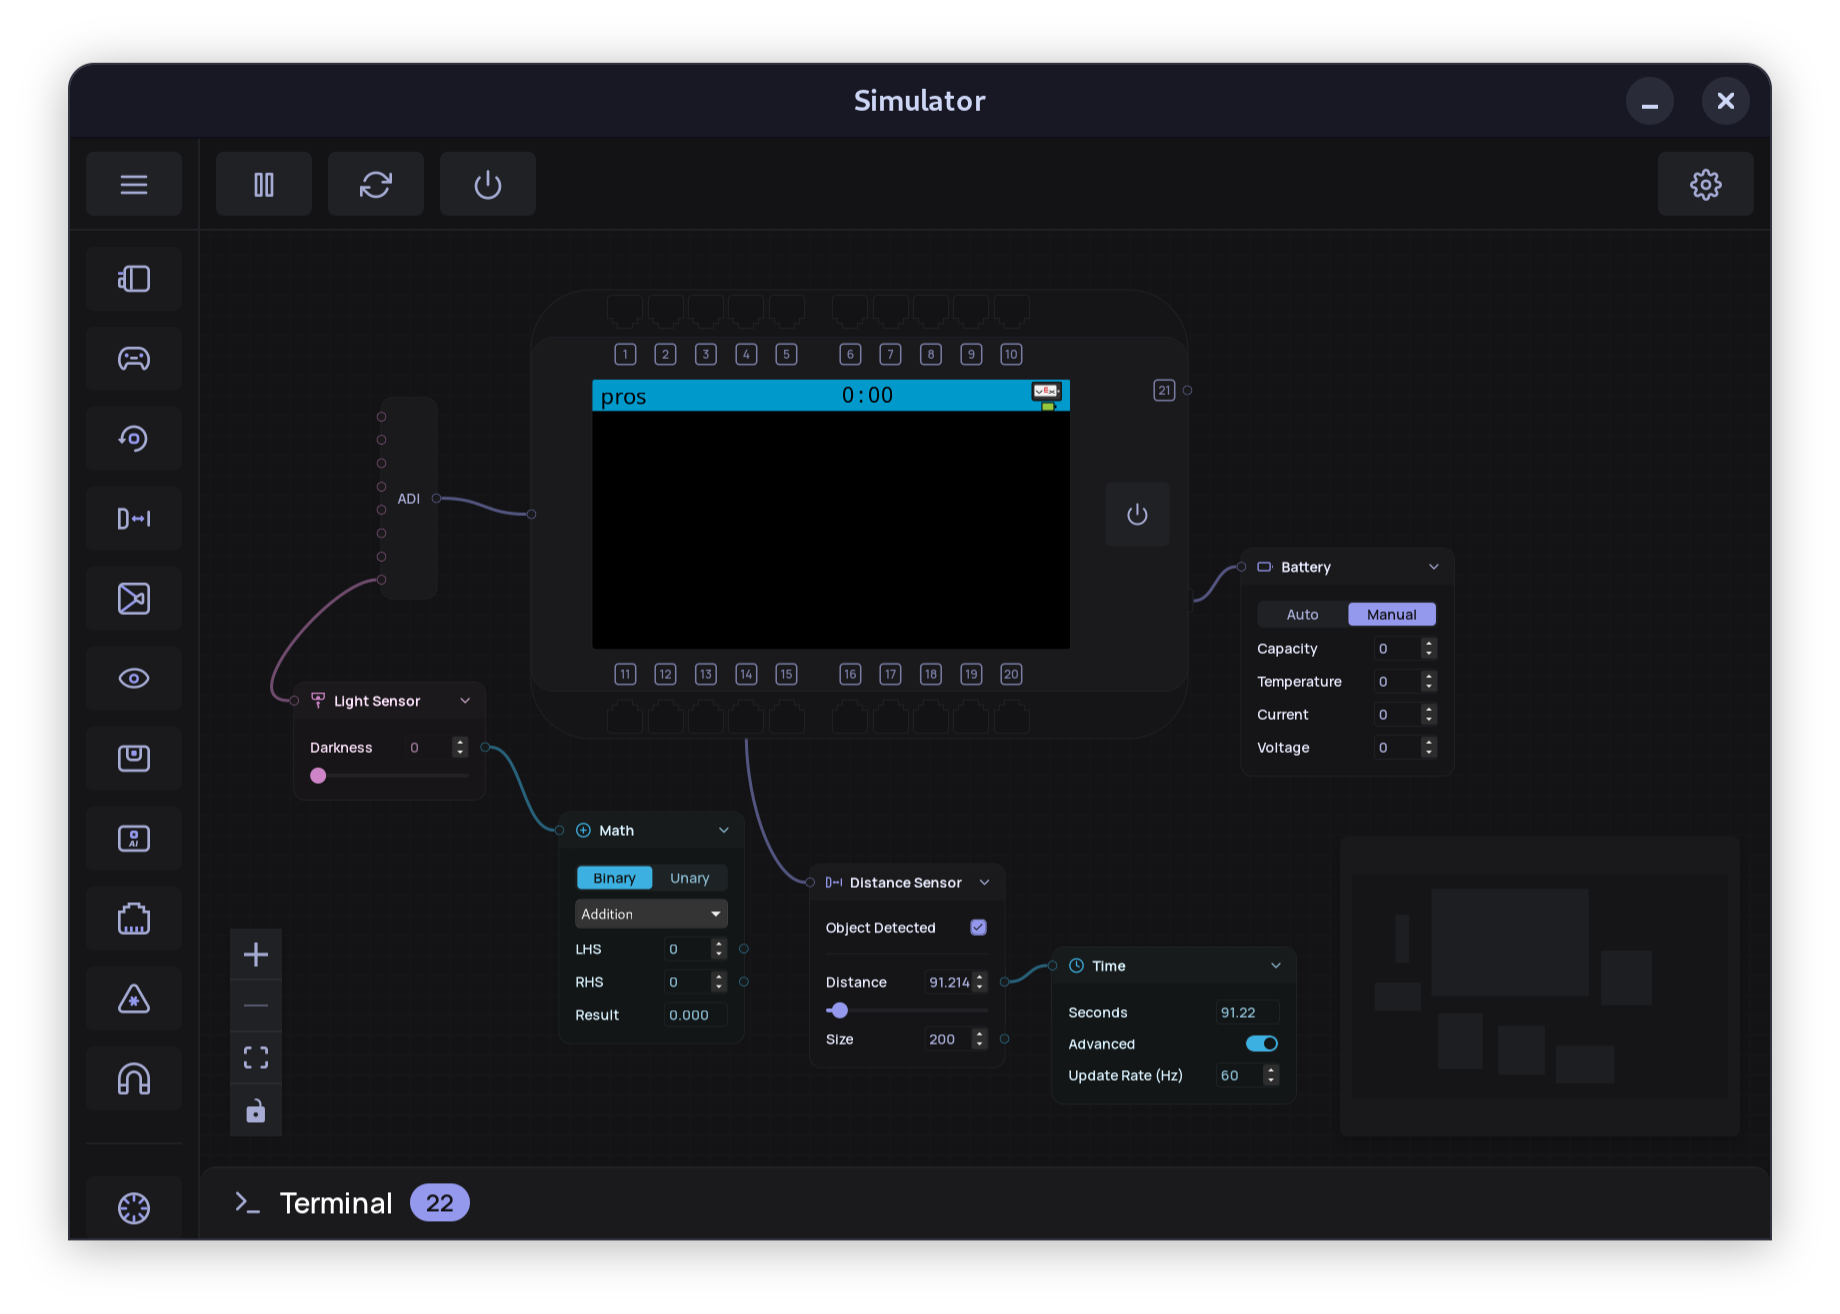 Simulator
1 2 3 4 5 6 7 8 9 10
pros 0:00
21
ADI
11 12 13 14 15 16 17 18 19 20
Battery
Auto Manual
Capacity 0
Temperature 0
Current 0
Voltage 0
Light Sensor
Darkness 0
Math
Binary Unary
Addition
LHS 0
RHS 0
Result 0.000
Distance Sensor
Object Detected
Distance 91.214
Size 200
Time
Seconds 91.22
Advanced
Update Rate (Hz) 60
AI
Terminal 22